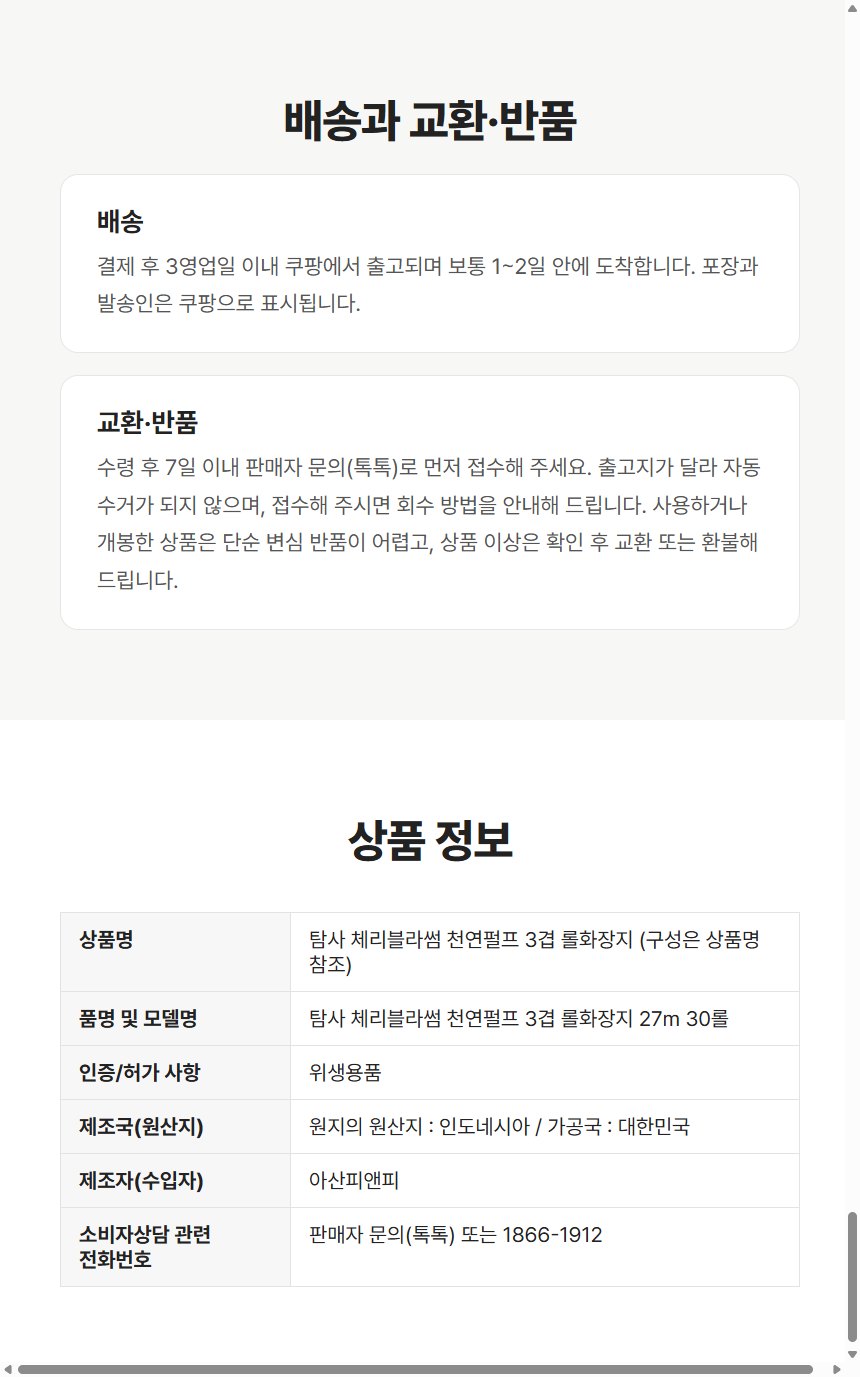 배송과 교환·반품
배송
결제 후 3영업일 이내 쿠팡에서 출고되며 보통 1~2일 안에 도착합니다. 포장과
발송인은 쿠팡으로 표시됩니다.
교환·반품
수령 후 7일 이내 판매자 문의(톡톡)로 먼저 접수해 주세요. 출고지가 달라 자동
수거가 되지 않으며, 접수해 주시면 회수 방법을 안내해 드립니다. 사용하거나
개봉한 상품은 단순 변심 반품이 어렵고, 상품 이상은 확인 후 교환 또는 환불해
드립니다.
상품 정보
상품명
탐사 체리블라썸 천연펄프 3겹 롤화장지 (구성은 상품명
참조)
품명 및 모델명
탐사 체리블라썸 천연펄프 3겹 롤화장지 27m 30롤
인증/허가 사항
위생용품
제조국(원산지)
원지의 원산지 : 인도네시아 / 가공국 : 대한민국
제조자(수입자)
아산피앤피
소비자상담 관련
전화번호
판매자 문의(톡톡) 또는 1866-1912